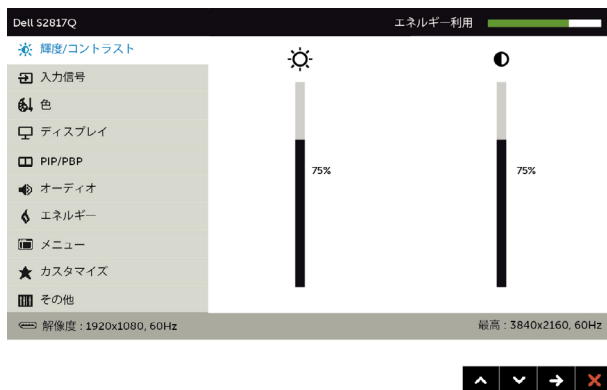 Dell S2817Q
エネルギー利用
輝度/コントラスト
入力信号
色
ディスプレイ
PIP/PBP
オーディオ
エネルギー
メニュー
カスタマイズ
その他
75%
75%
解像度 : 1920x1080, 60Hz
最高 : 3840x2160, 60Hz